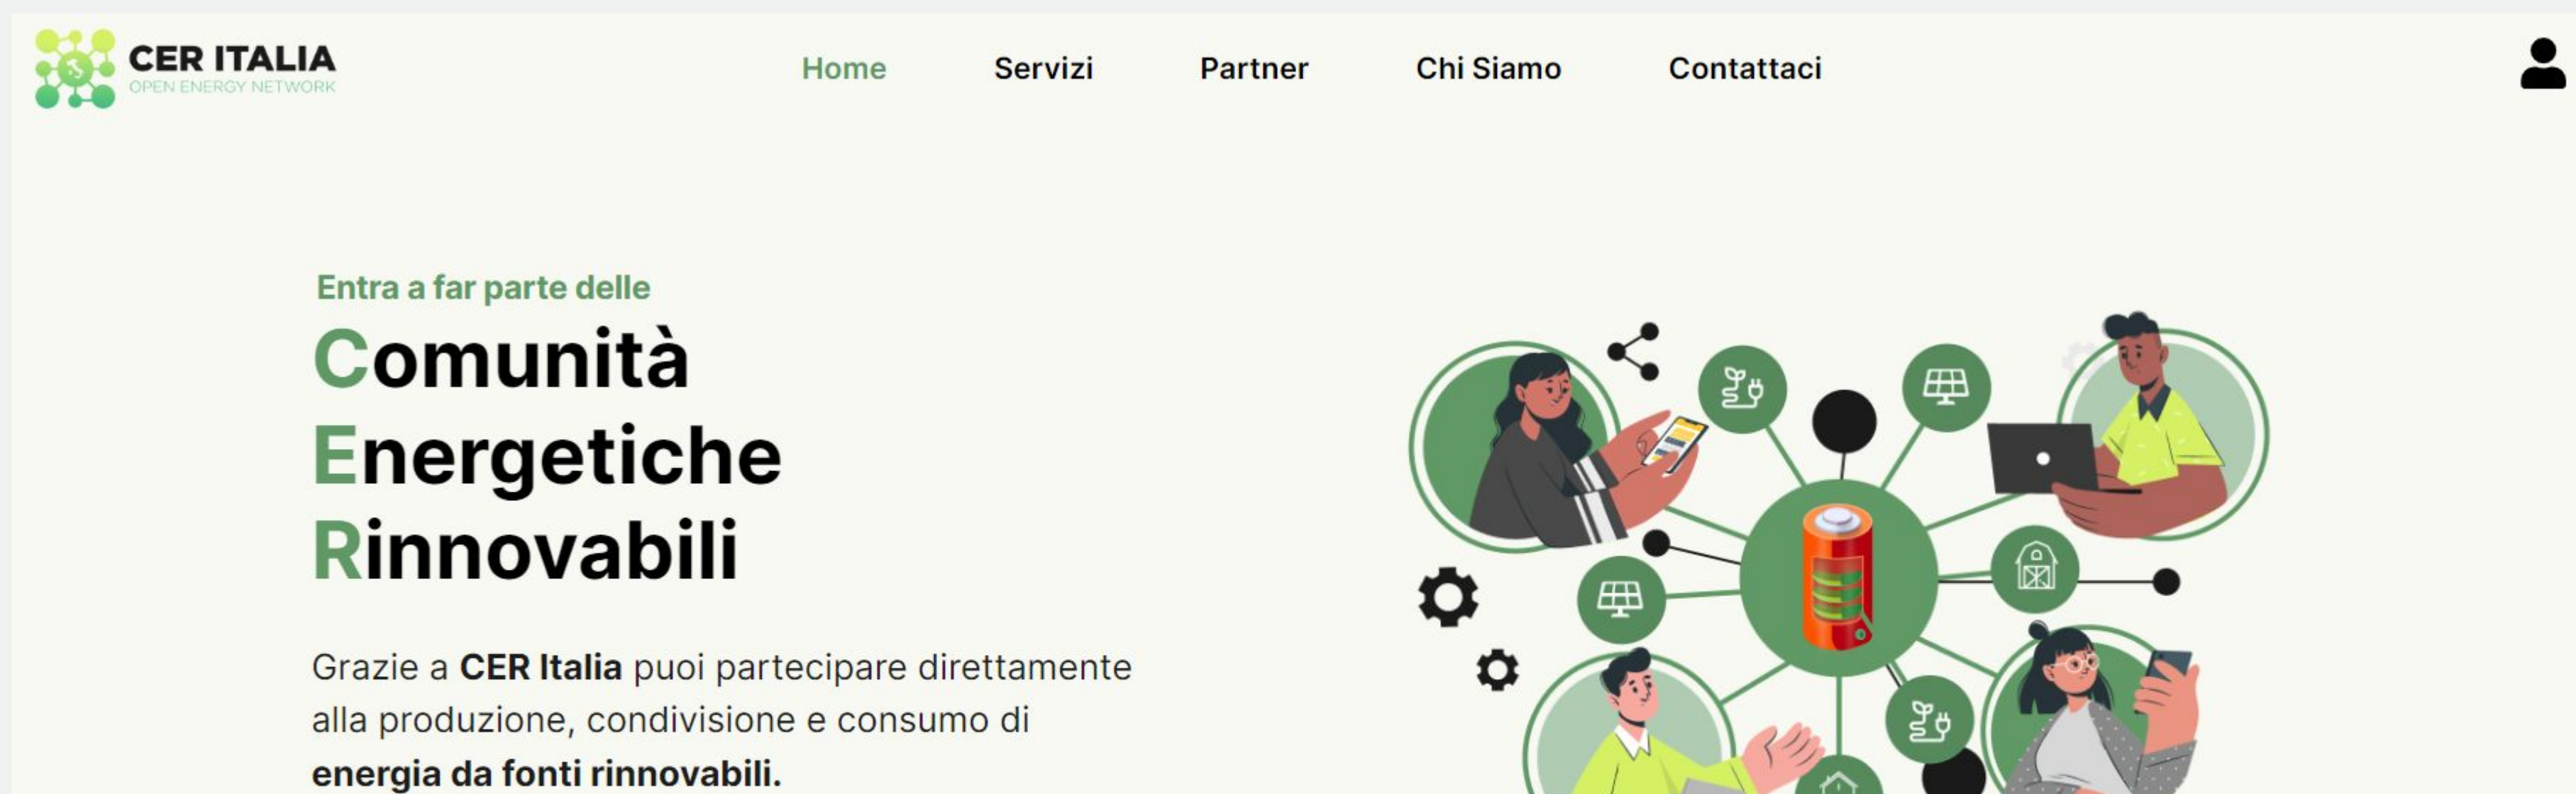 CER ITALIA
OPEN ENERGY NETWORK
Home
Servizi
Partner
Chi Siamo
Contattaci
Entra a far parte delle
Comunità
Energetiche
Rinnovabili
Grazie a CER Italia puoi partecipare direttamente
alla produzione, condivisione e consumo di
energia da fonti rinnovabili.